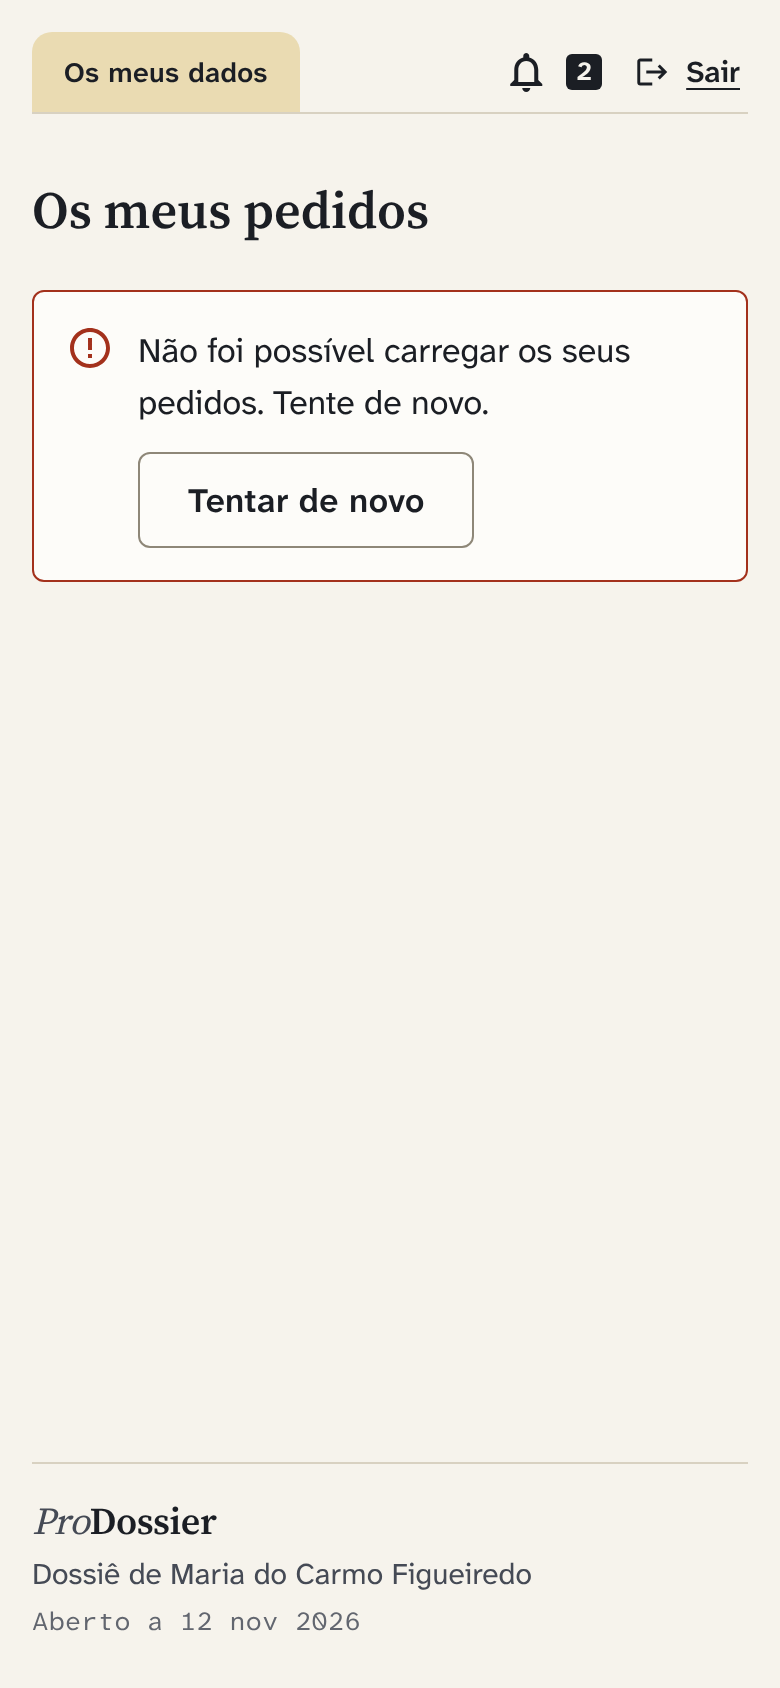 Os meus dados
2
Sair
Os meus pedidos
Não foi possível carregar os seus
pedidos. Tente de novo.
Tentar de novo
ProDossier
Dossiê de Maria do Carmo Figueiredo
Aberto a 12 nov 2026